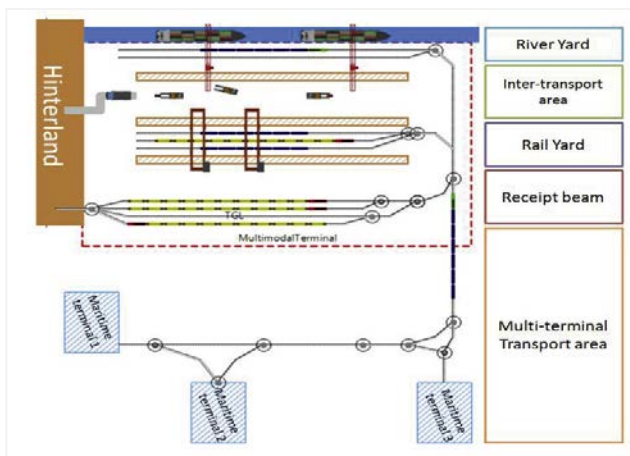 Hinterland
TGL
MultimodalTerminal
Maritime
terminal 1
Maritime
terminal 2
Maritime
terminal 3
River Yard
Inter-transport
area
Rail Yard
Receipt beam
Multi-terminal
Transport area